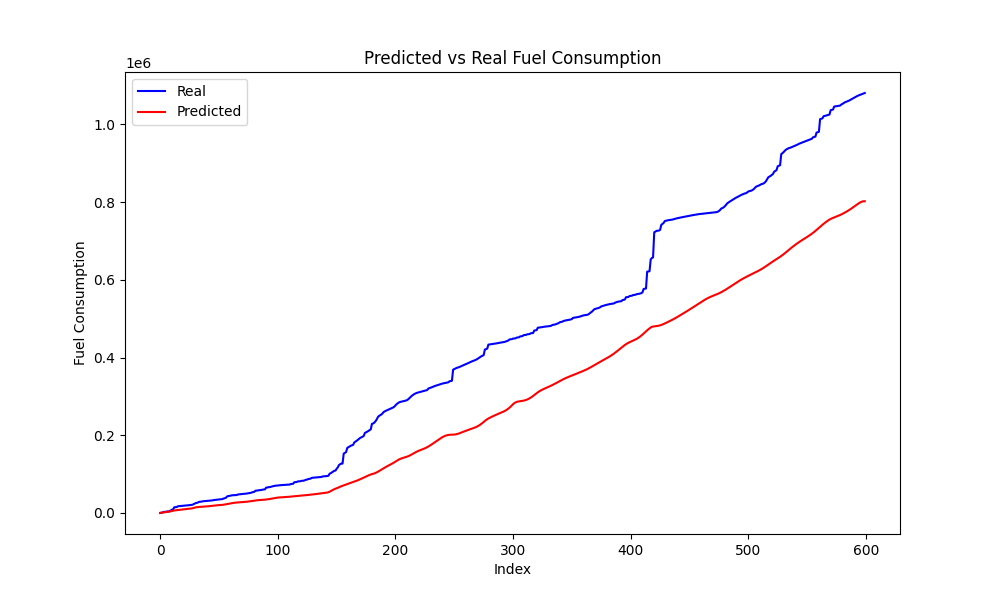 Predicted vs Real Fuel Consumption
1e6
Real
Predicted
1.0
0.8
0.6
0.4
0.2
0.0
Fuel Consumption
0 100 200 300 400 500 600
Index